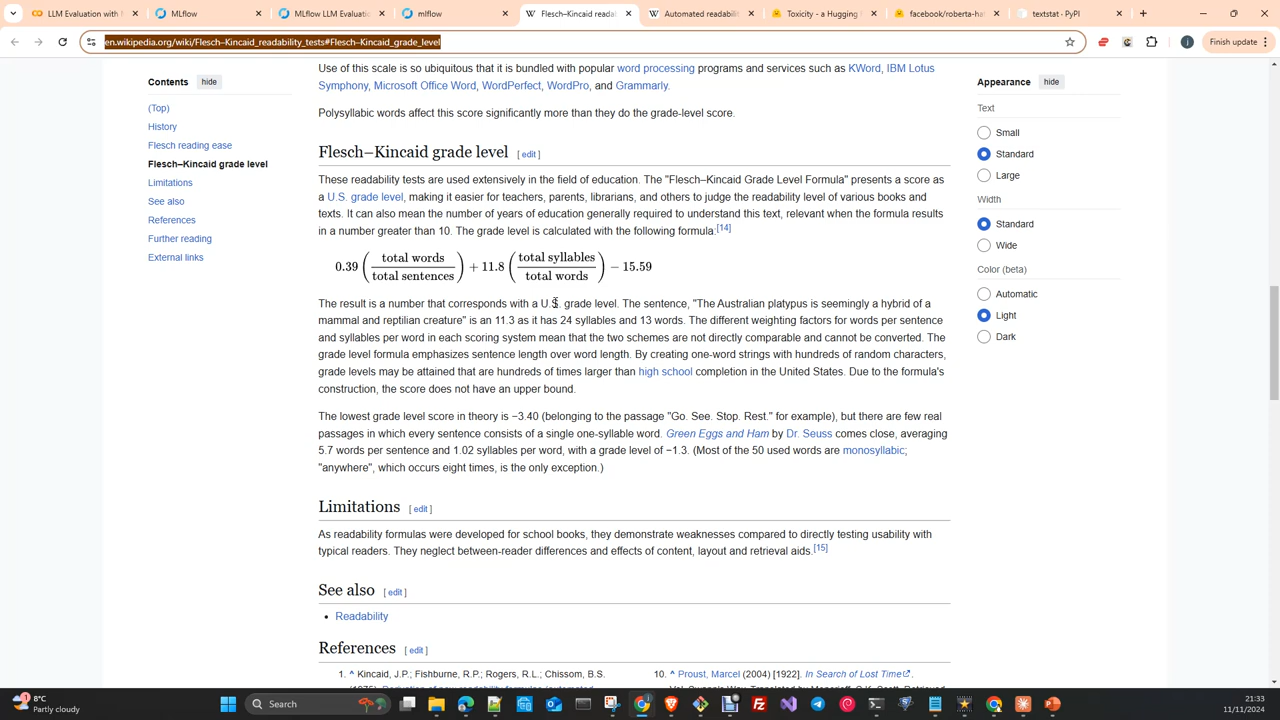 LLM Evaluation with M
MLflow
MLflow LLM Evaluation
mlflow
Flesch–Kincaid reada
Automated readabilit
Toxicity - a Hugging
facebook/roberta-hat
textstat · PyPI
en.wikipedia.org/wiki/Flesch–Kincaid_readability_tests#Flesch–Kincaid_grade_level
Finish update
Contents hide
(Top)
History
Flesch reading ease
Flesch–Kincaid grade level
Limitations
See also
References
Further reading
External links
Use of this scale is so ubiquitous that it is bundled with popular word processing programs and services such as KWord, IBM Lotus
Symphony, Microsoft Office Word, WordPerfect, WordPro, and Grammarly.
Polysyllabic words affect this score significantly more than they do the grade-level score.
Flesch–Kincaid grade level [ edit ]
These readability tests are used extensively in the field of education. The "Flesch–Kincaid Grade Level Formula" presents a score as
a U.S. grade level, making it easier for teachers, parents, librarians, and others to judge the readability level of various books and
texts. It can also mean the number of years of education generally required to understand this text, relevant when the formula results
in a number greater than 10. The grade level is calculated with the following formula:[14]
0.39 ( total words / total sentences ) + 11.8 ( total syllables / total words ) − 15.59
The result is a number that corresponds with a U.S. grade level. The sentence, "The Australian platypus is seemingly a hybrid of a
mammal and reptilian creature" is an 11.3 as it has 24 syllables and 13 words. The different weighting factors for words per sentence
and syllables per word in each scoring system mean that the two schemes are not directly comparable and cannot be converted. The
grade level formula emphasizes sentence length over word length. By creating one-word strings with hundreds of random characters,
grade levels may be attained that are hundreds of times larger than high school completion in the United States. Due to the formula's
construction, the score does not have an upper bound.
The lowest grade level score in theory is −3.40 (belonging to the passage "Go. See. Stop. Rest." for example), but there are few real
passages in which every sentence consists of a single one-syllable word. Green Eggs and Ham by Dr. Seuss comes close, averaging
5.7 words per sentence and 1.02 syllables per word, with a grade level of −1.3. (Most of the 50 used words are monosyllabic;
"anywhere", which occurs eight times, is the only exception.)
Limitations [ edit ]
As readability formulas were developed for school books, they demonstrate weaknesses compared to directly testing usability with
typical readers. They neglect between-reader differences and effects of content, layout and retrieval aids.[15]
See also [ edit ]
• Readability
References [ edit ]
1. ^ Kincaid, J.P.; Fishburne, R.P.; Rogers, R.L.; Chissom, B.S.
10. ^ Proust, Marcel (2004) [1922]. In Search of Lost Time.
Appearance hide
Text
Small
Standard
Large
Width
Standard
Wide
Color (beta)
Automatic
Light
Dark
8°C
Partly cloudy
Search
21:33
11/11/2024